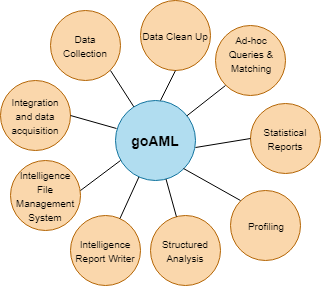 Data
Collection
Data Clean Up
Ad-hoc
Queries &
Matching
Integration
and data
acquisition
goAML
Statistical
Reports
Intelligence
File
Management
System
Profiling
Intelligence
Report Writer
Structured
Analysis